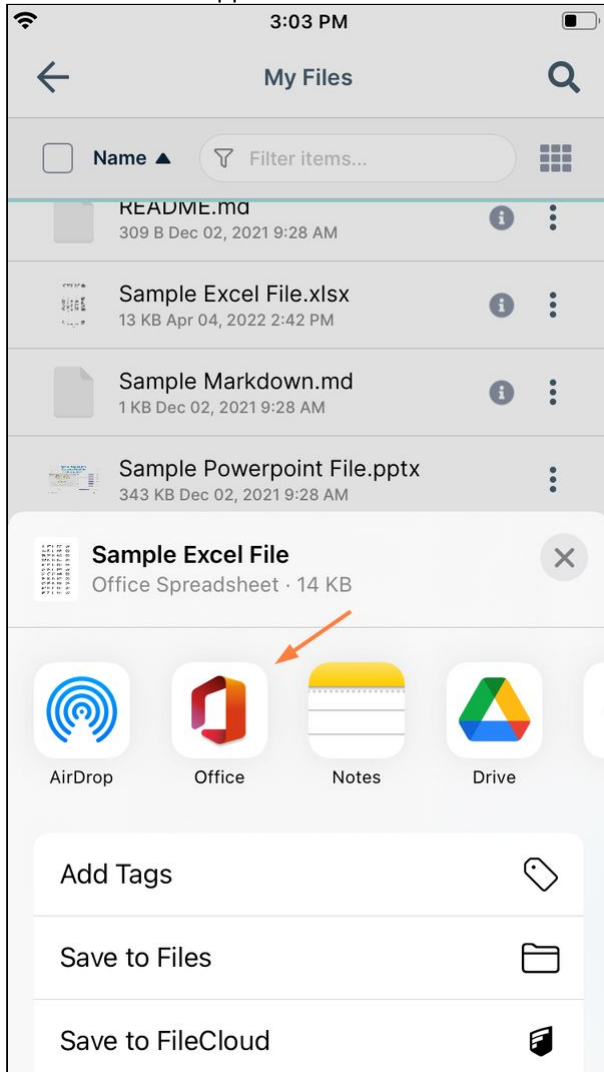 3:03 PM
My Files
Name
Filter items...
README.md
309 B Dec 02, 2021 9:28 AM
Sample Excel File.xlsx
13 KB Apr 04, 2022 2:42 PM
Sample Markdown.md
1 KB Dec 02, 2021 9:28 AM
Sample Powerpoint File.pptx
343 KB Dec 02, 2021 9:28 AM
Sample Excel File
Office Spreadsheet · 14 KB
AirDrop Office Notes Drive
Add Tags
Save to Files
Save to FileCloud